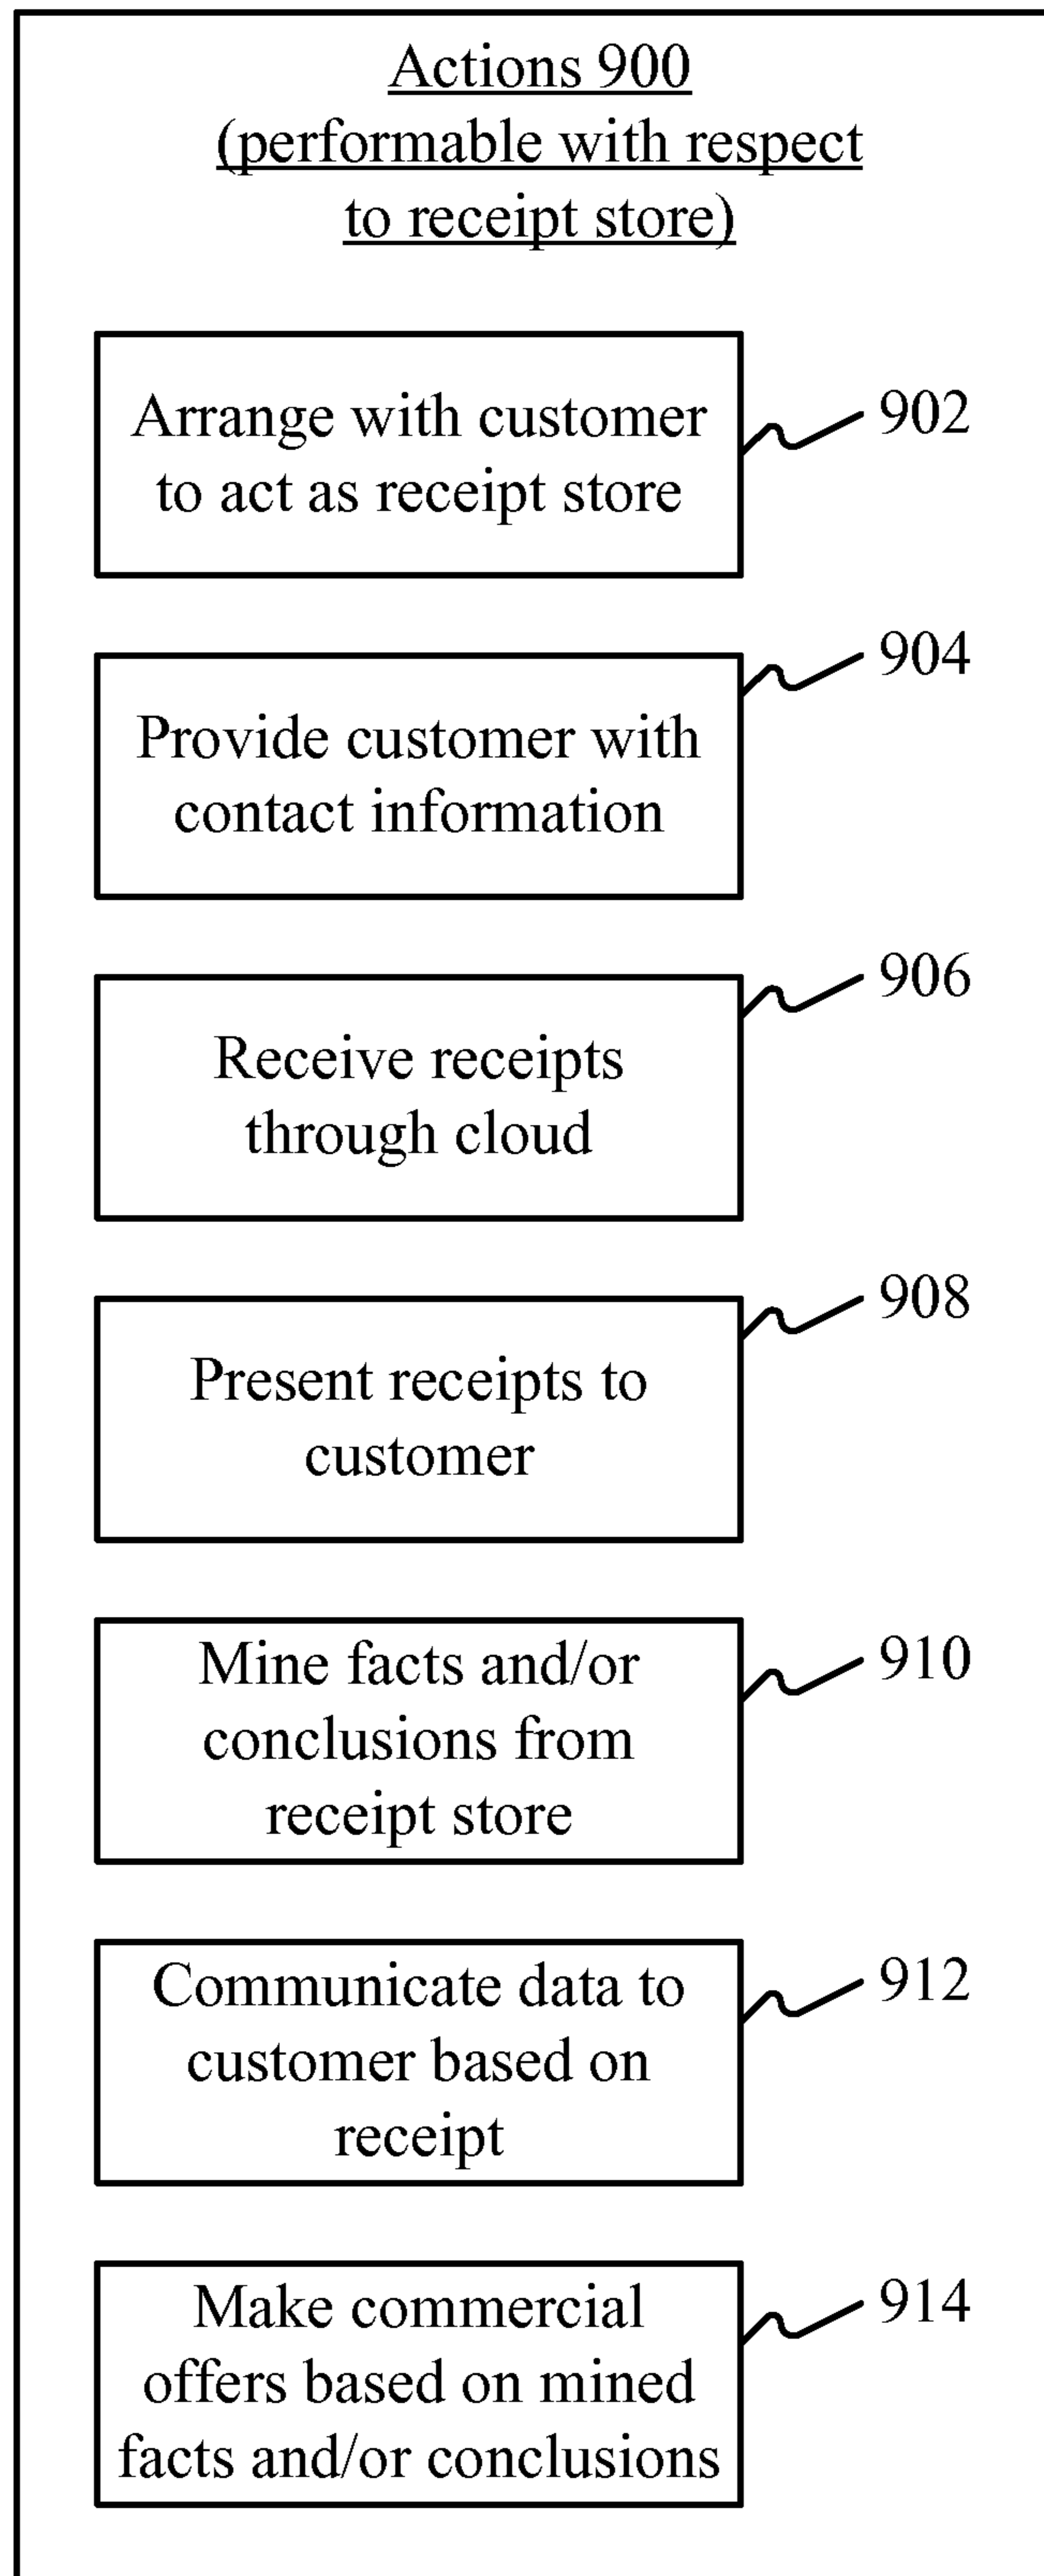 Actions 900
(performable with respect
to receipt store)
Arrange with customer
to act as receipt store
902
904
Provide customer with
contact information
906
Receive receipts
through cloud
908
Present receipts to
customer
Mine facts and/or
conclusions from
receipt store
910
Communicate data to
customer based on
receipt
912
Make commercial
offers based on mined
facts and/or conclusions
914